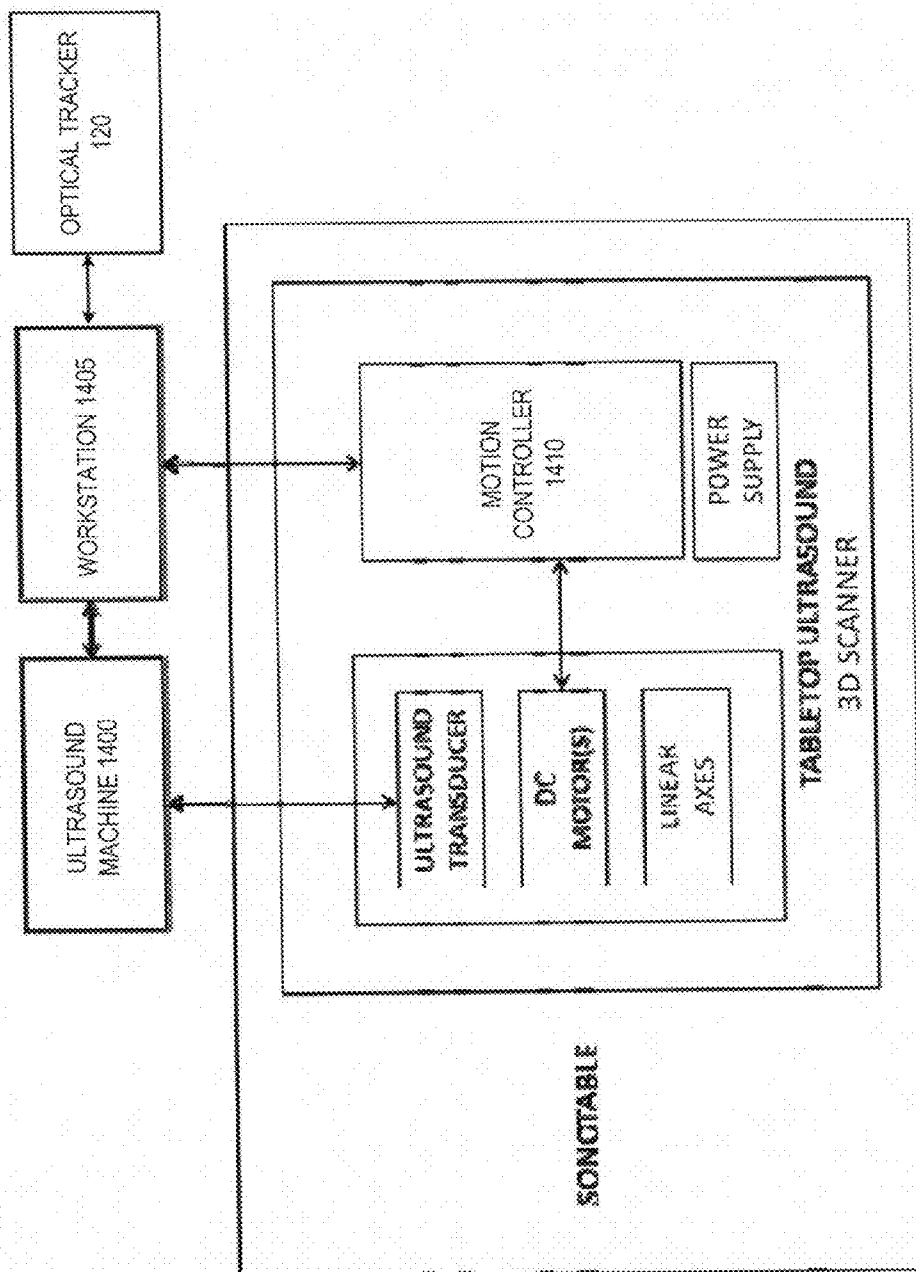 ULTRASOUND
MACHINE 1400
WORKSTATION 1405
OPTICAL TRACKER
120
SONOTABLE
ULTRASOUND
TRANSDUCER
DC
MOTOR(S)
LINEAR
AXES
MOTION
CONTROLLER
1410
POWER
SUPPLY
TABLETOP ULTRASOUND
3D SCANNER